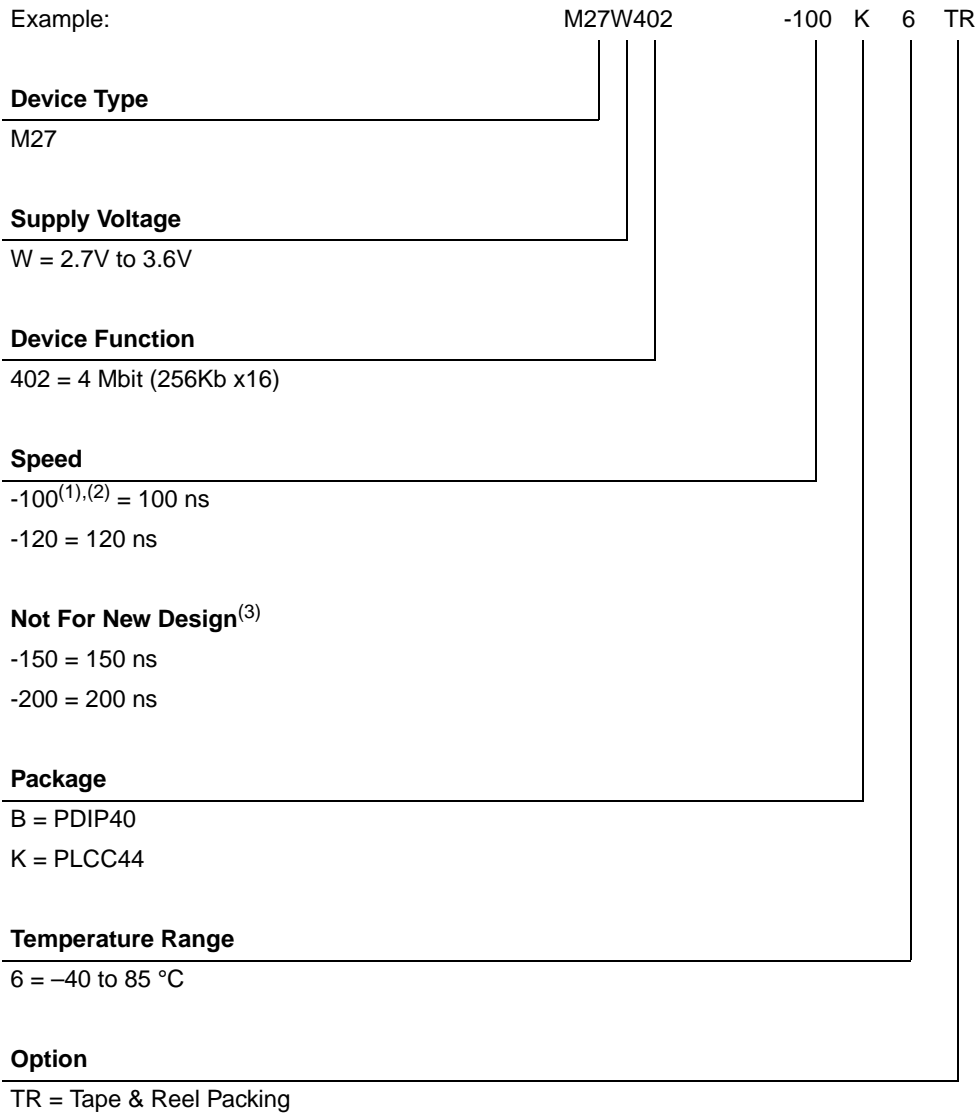 Example: M27W402 -100 K 6 TR
Device Type
M27
Supply Voltage
W = 2.7V to 3.6V
Device Function
402 = 4 Mbit (256Kb x16)
Speed
-100(1),(2) = 100 ns
-120 = 120 ns
Not For New Design(3)
-150 = 150 ns
-200 = 200 ns
Package
B = PDIP40
K = PLCC44
Temperature Range
6 = –40 to 85 °C
Option
TR = Tape & Reel Packing